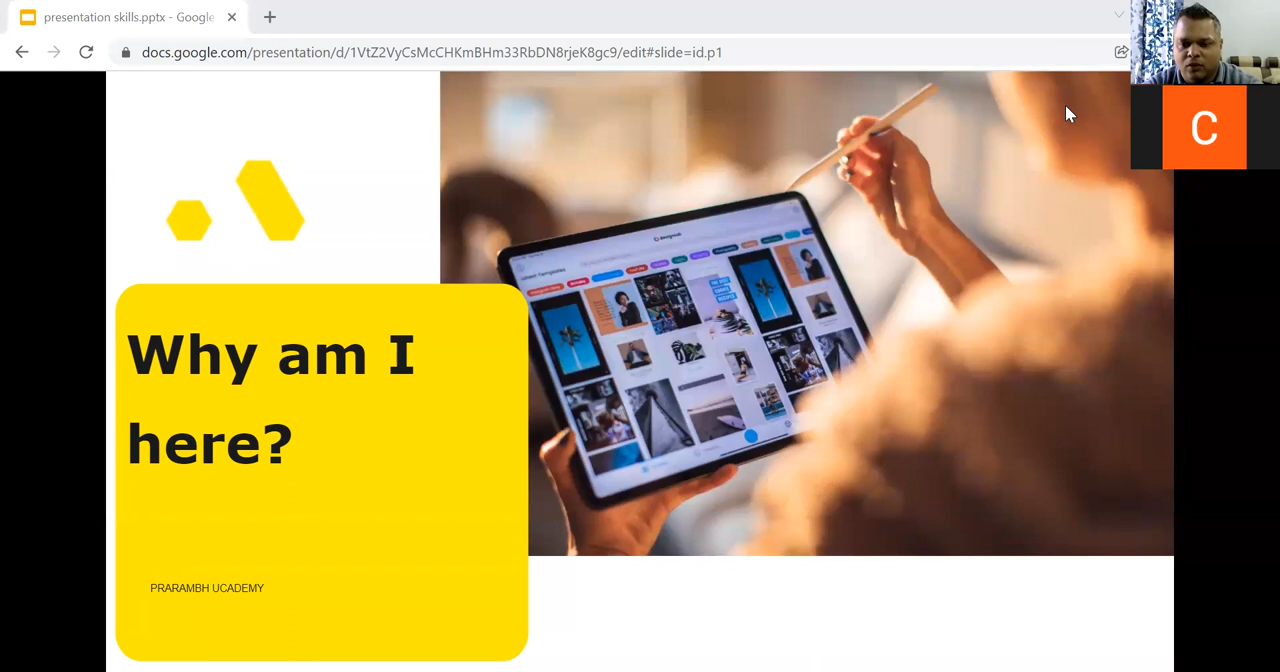 presentation skills.pptx - Google
docs.google.com/presentation/d/1VtZ2VyCsMcCHKmBHm33RbDN8rjeK8gc9/edit#slide=id.p1
C
Why am I
here?
PRARAMBH UCADEMY